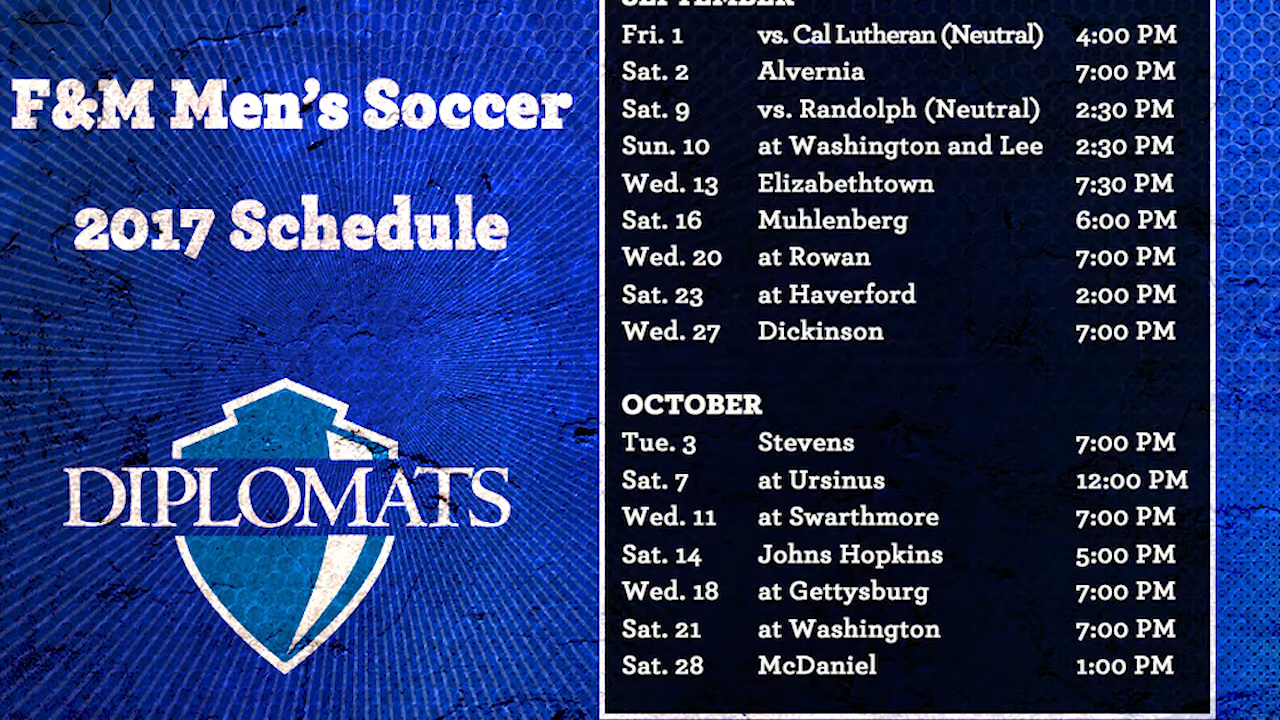 F&M Men's Soccer
2017 Schedule
DIPLOMATS
SEPTEMBER
Fri. 1 vs. Cal Lutheran (Neutral) 4:00 PM
Sat. 2 Alvernia 7:00 PM
Sat. 9 vs. Randolph (Neutral) 2:30 PM
Sun. 10 at Washington and Lee 2:30 PM
Wed. 13 Elizabethtown 7:30 PM
Sat. 16 Muhlenberg 6:00 PM
Wed. 20 at Rowan 7:00 PM
Sat. 23 at Haverford 2:00 PM
Wed. 27 Dickinson 7:00 PM
OCTOBER
Tue. 3 Stevens 7:00 PM
Sat. 7 at Ursinus 12:00 PM
Wed. 11 at Swarthmore 7:00 PM
Sat. 14 Johns Hopkins 5:00 PM
Wed. 18 at Gettysburg 7:00 PM
Sat. 21 at Washington 7:00 PM
Sat. 28 McDaniel 1:00 PM